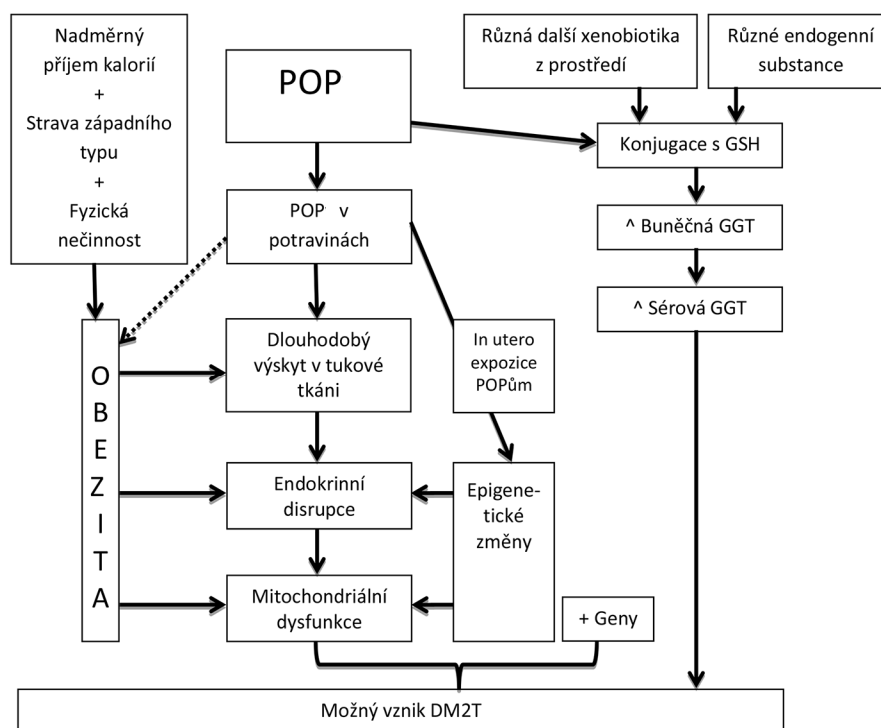 Nadměrný
příjem kalorií
+
Strava západního
typu
+
Fyzická
nečinnost
POP
Různá další xenobiotika
z prostředí
Různé endogenní
substance
Konjugace s GSH
POP v
potravinách
^ Buněčná GGT
^ Sérová GGT
O
B
E
Z
I
T
A
Dlouhodobý
výskyt v tukové
tkáni
In utero
expozice
POPům
Endokrinní
disrupce
Epigene-
tické
změny
Mitochondriální
dysfunkce
+ Geny
Možný vznik DM2T